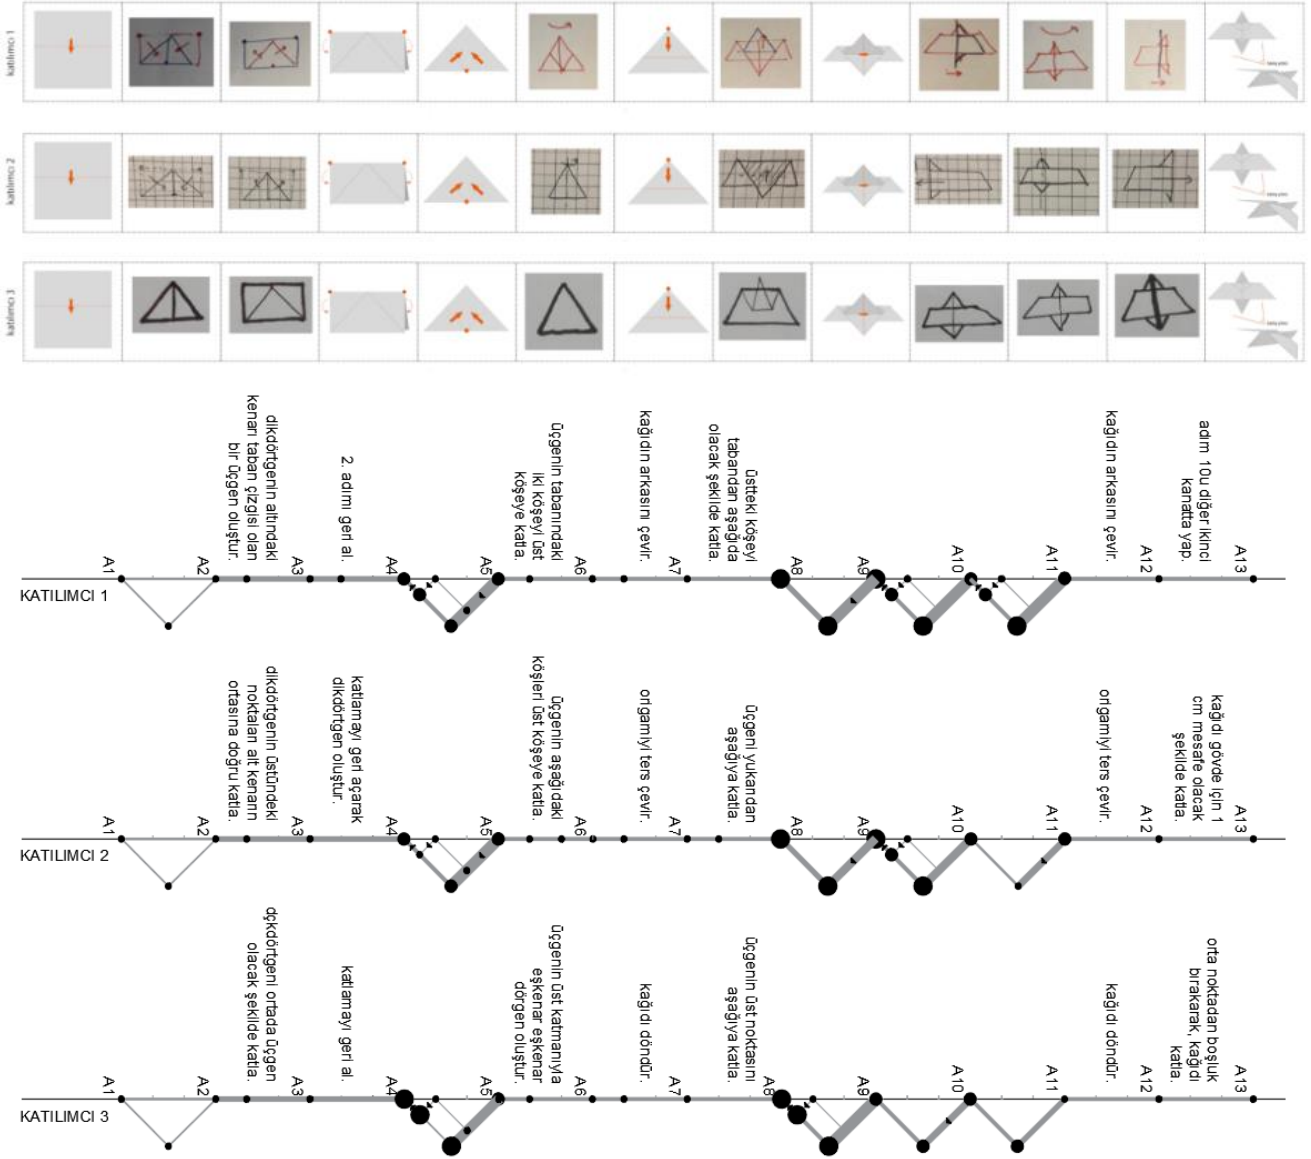 katılımcı 1
katılımcı 2
katılımcı 3
A1
A2
dikdörtgenin altındaki
kenarı taban çizgisi olan
bir üçgen oluştur.
A3
2. adımı geri al.
A4
A5
üçgenin tabanındaki
iki köşeyi üst
köşeye katla.
A6
kağıdın arkasını çevir.
A7
üstteki köşeyi
tabandan aşağıda
olacak şekilde katla.
A8
A9
A10
A11
kağıdın arkasını çevir.
A12
adım 10u diğer ikinci
kanatta yap.
A13
KATILIMCI 1
A1
A2
dikdörtgenin üstündeki
noktaları alt kenarın
ortasına doğru katla.
A3
katlamayı geri açarak
dikdörtgen oluştur.
A4
A5
üçgenin aşağıdaki
köşleri üst köşeye katla.
A6
origamiyi ters çevir.
A7
üçgeni yukarıdan
aşağıya katla.
A8
A9
A10
A11
origamiyi ters çevir.
A12
kağıdı gövde için 1
cm mesafe olacak
şekilde katla.
A13
KATILIMCI 2
A1
A2
dçkdörtgeni ortada üçgen
olacak şekilde katla.
A3
katlamayı geri al.
A4
A5
üçgenin üst katmanıyla
eşkenar eşkenar
dörgen oluştur.
A6
kağıdı döndür.
A7
üçgenin üst noktasını
aşağıya katla.
A8
A9
A10
A11
kağıdı döndür.
A12
orta noktadan boşluk
bırakarak, kağıdı
katla.
A13
KATILIMCI 3